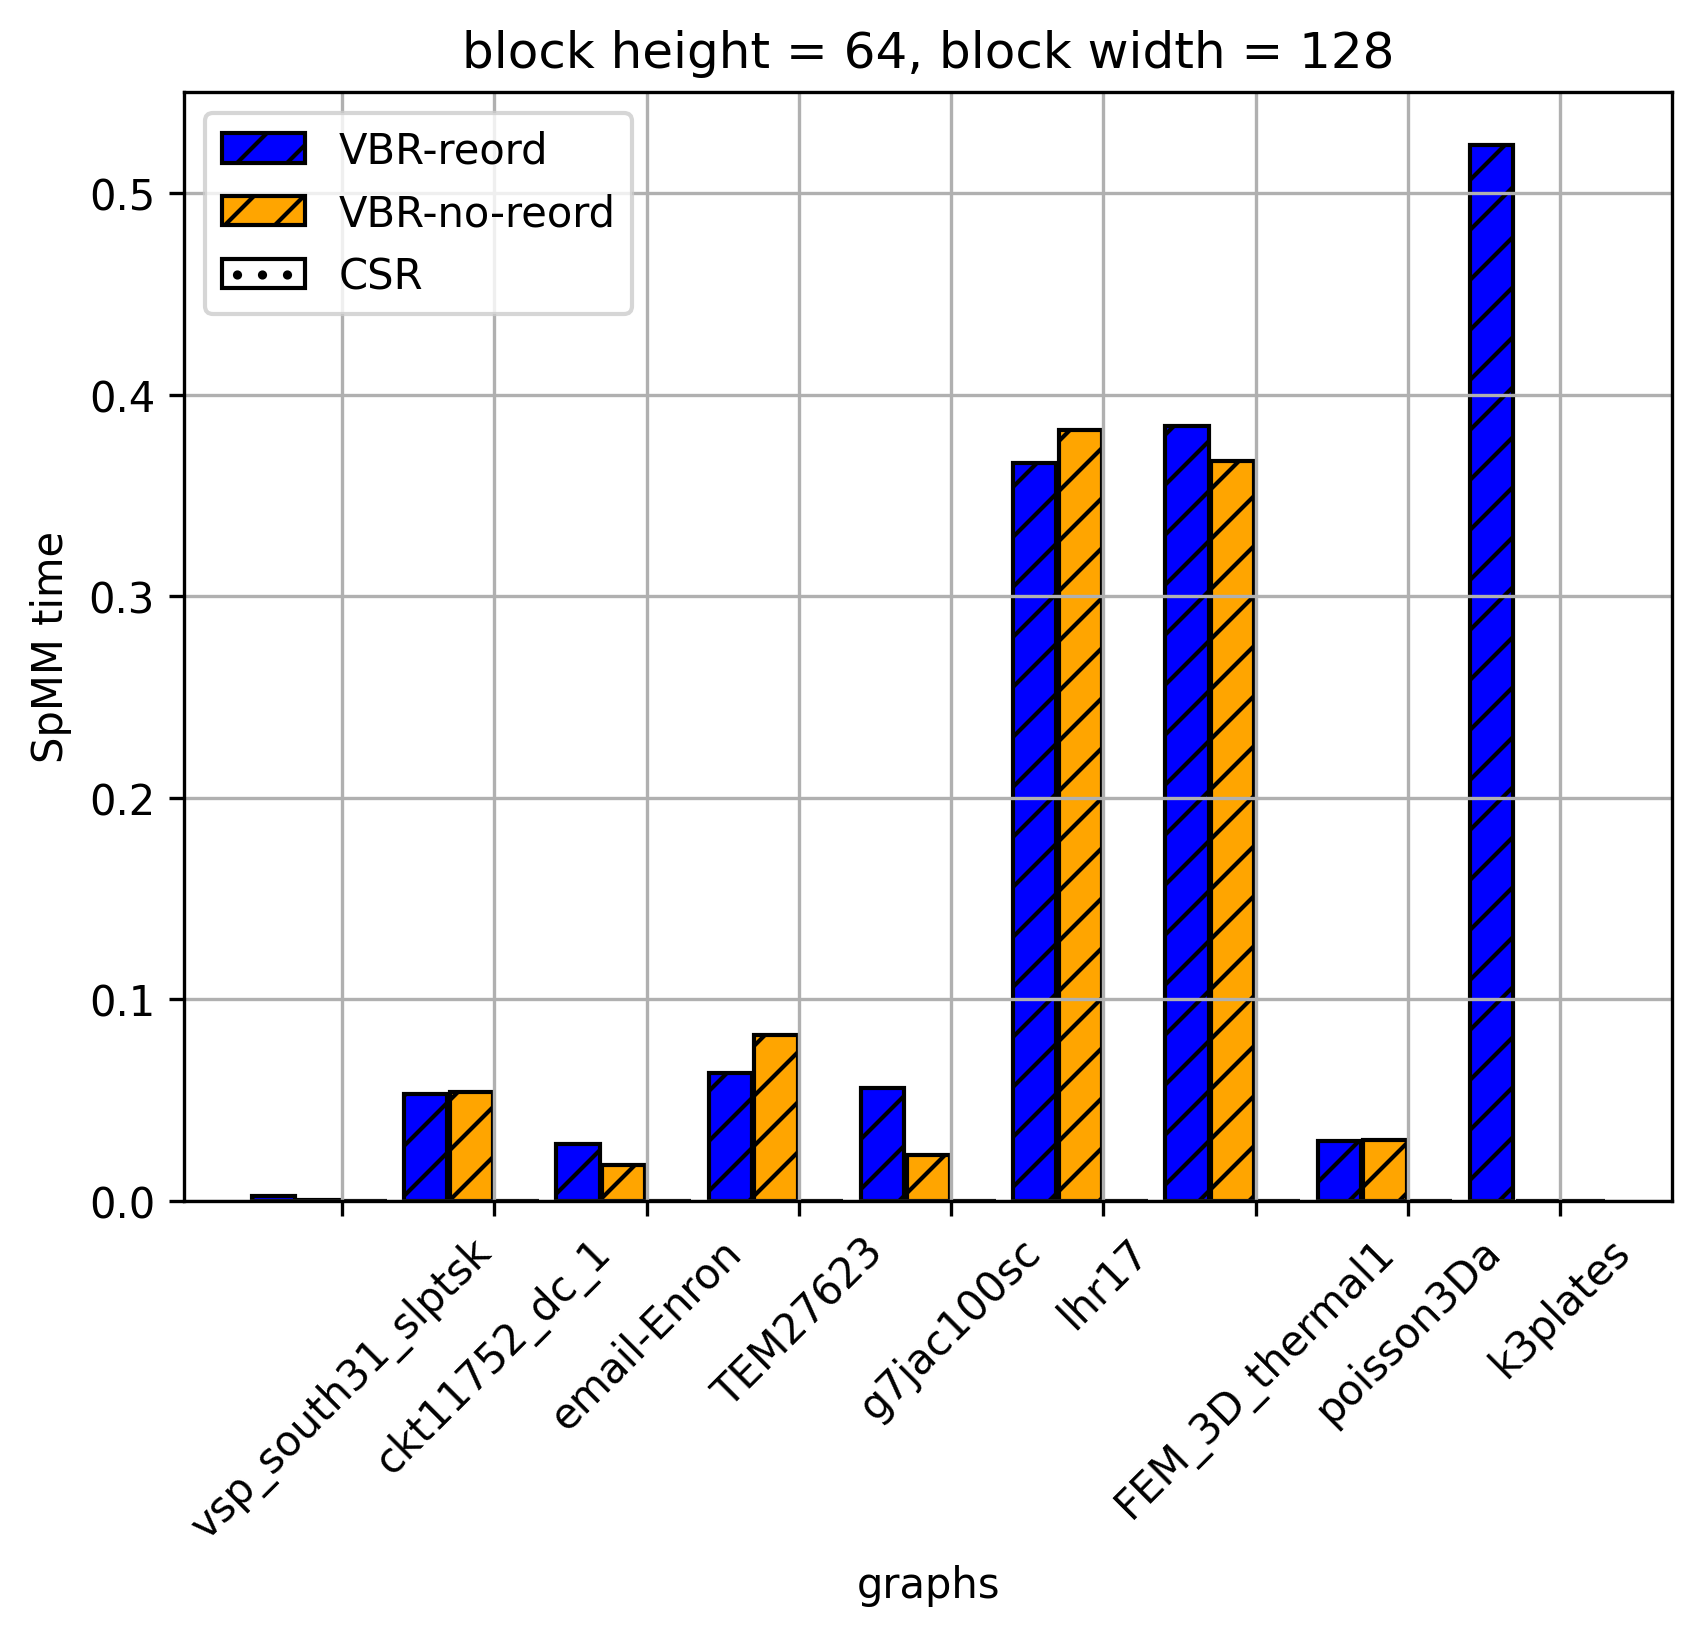 block height = 64, block width = 128
VBR-reord
VBR-no-reord
CSR
0.5
0.4
0.3
0.2
0.1
0.0
SpMM time
vsp_south31_slptsk
ckt11752_dc_1
email-Enron
TEM27623
g7jac100sc
lhr17
FEM_3D_thermal1
poisson3Da
k3plates
graphs